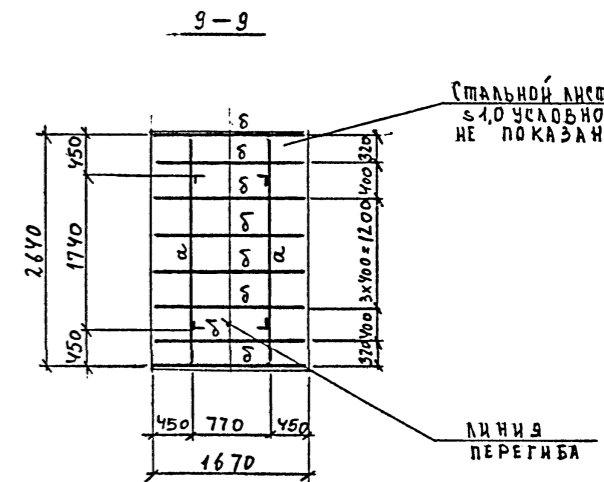 9-9
Стальной лист
s1,0 условно
не показан
б
б
б
б
б
б
б
б
а
а
450
1740
450
2640
320
400
3х400=1200
400
320
450 770 450
1670
линия
перегиба